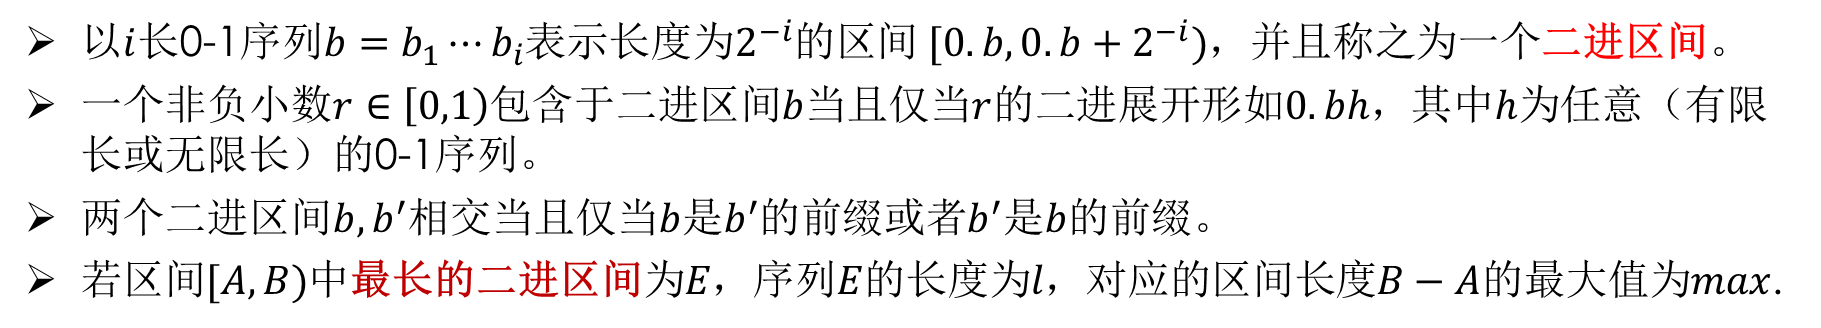 ➢ 以𝑖长0-1序列𝑏 = 𝑏₁ ⋯ 𝑏ᵢ表示长度为2⁻ⁱ的区间 [0. 𝑏, 0. 𝑏 + 2⁻ⁱ)，并且称之为一个二进区间。
➢ 一个非负小数𝑟 ∈ [0,1)包含于二进区间𝑏当且仅当𝑟的二进展开形如0. 𝑏ℎ，其中ℎ为任意（有限
长或无限长）的0-1序列。
➢ 两个二进区间𝑏, 𝑏′相交当且仅当𝑏是𝑏′的前缀或者𝑏′是𝑏的前缀。
➢ 若区间[𝐴, 𝐵)中最长的二进区间为𝐸，序列𝐸的长度为𝑙，对应的区间长度𝐵 − 𝐴的最大值为𝑚𝑎𝑥.